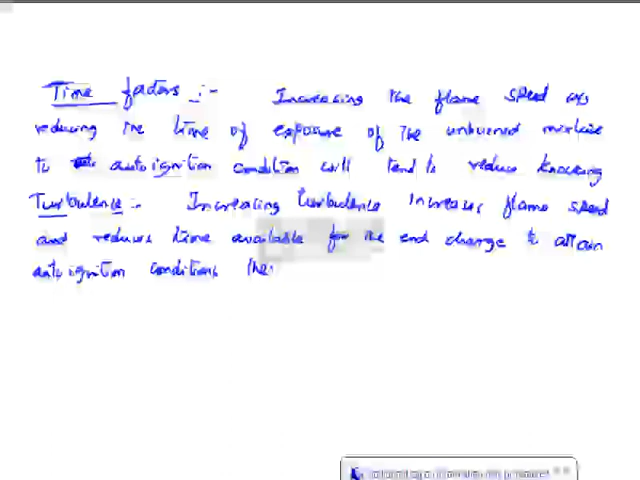 Time factors :- Increasing the flame speed or
reducing the time of exposure of the unburned mixture
to autoignition condition will tend to reduce knocking
Turbulence :- Increasing turbulence increases flame speed
and reduces time available for the end charge to attain
autoignition conditions the